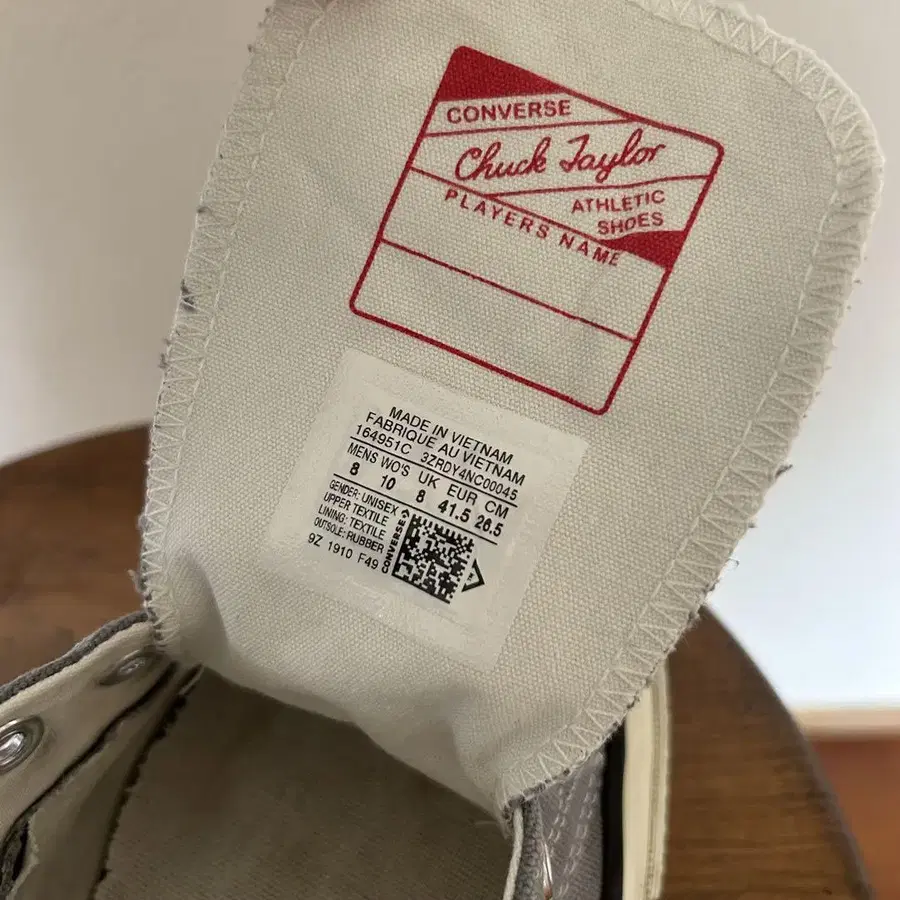 CONVERSE
Chuck Taylor
ATHLETIC
SHOES
PLAYERS NAME
MADE IN VIETNAM
FABRIQUE AU VIETNAM
164951C 3ZRDY4NC00045
MENS WO'S UK EUR CM
8 10 8 41.5 26.5
GENDER: UNISEX
UPPER TEXTILE
LINING: TEXTILE
OUTSOLE: RUBBER
9Z 1910 F49
CONVERSE